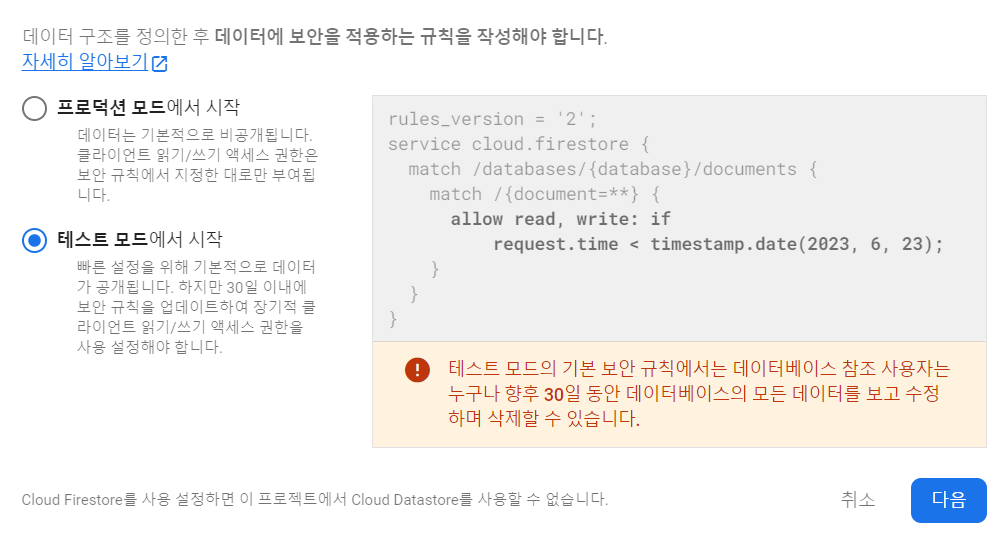 데이터 구조를 정의한 후 데이터에 보안을 적용하는 규칙을 작성해야 합니다.
자세히 알아보기
프로덕션 모드에서 시작
데이터는 기본적으로 비공개됩니다.
클라이언트 읽기/쓰기 액세스 권한은
보안 규칙에서 지정한 대로만 부여됩
니다.
테스트 모드에서 시작
빠른 설정을 위해 기본적으로 데이터
가 공개됩니다. 하지만 30일 이내에
보안 규칙을 업데이트하여 장기적 클
라이언트 읽기/쓰기 액세스 권한을
사용 설정해야 합니다.
rules_version = '2';
service cloud.firestore {
match /databases/{database}/documents {
match /{document=**} {
allow read, write: if
request.time < timestamp.date(2023, 6, 23);
}
}
}
테스트 모드의 기본 보안 규칙에서는 데이터베이스 참조 사용자는
누구나 향후 30일 동안 데이터베이스의 모든 데이터를 보고 수정
하며 삭제할 수 있습니다.
Cloud Firestore를 사용 설정하면 이 프로젝트에서 Cloud Datastore를 사용할 수 없습니다.
취소
다음